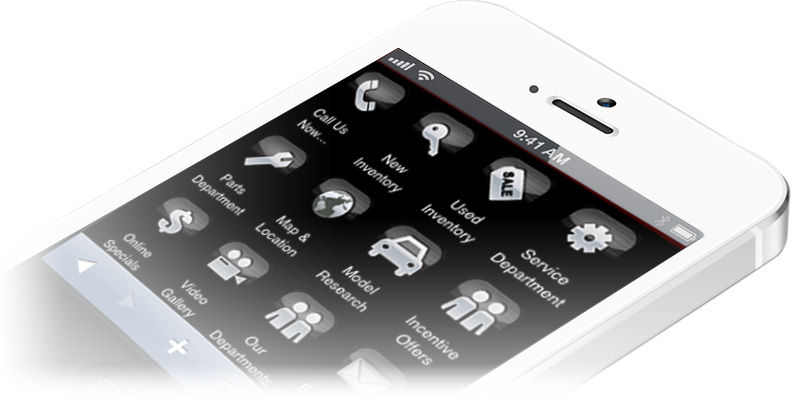 9:41 AM
Call Us
Now...
New
Inventory
SALE
Used
Inventory
Service
Department
Parts
Department
Map &
Location
Model
Research
Incentive
Offers
Online
Specials
Video
Gallery
Our
Departments